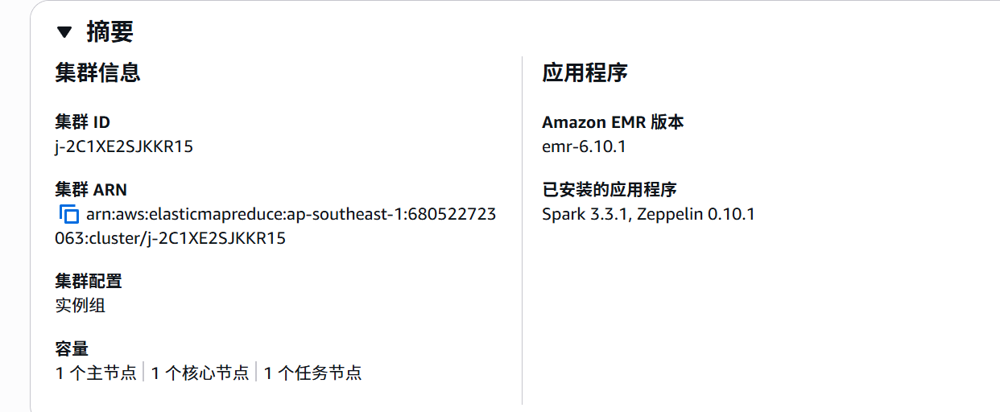 摘要
集群信息
集群 ID
j-2C1XE2SJKKR15
集群 ARN
arn:aws:elasticmapreduce:ap-southeast-1:680522723
063:cluster/j-2C1XE2SJKKR15
集群配置
实例组
容量
1 个主节点 | 1 个核心节点 | 1 个任务节点
应用程序
Amazon EMR 版本
emr-6.10.1
已安装的应用程序
Spark 3.3.1, Zeppelin 0.10.1